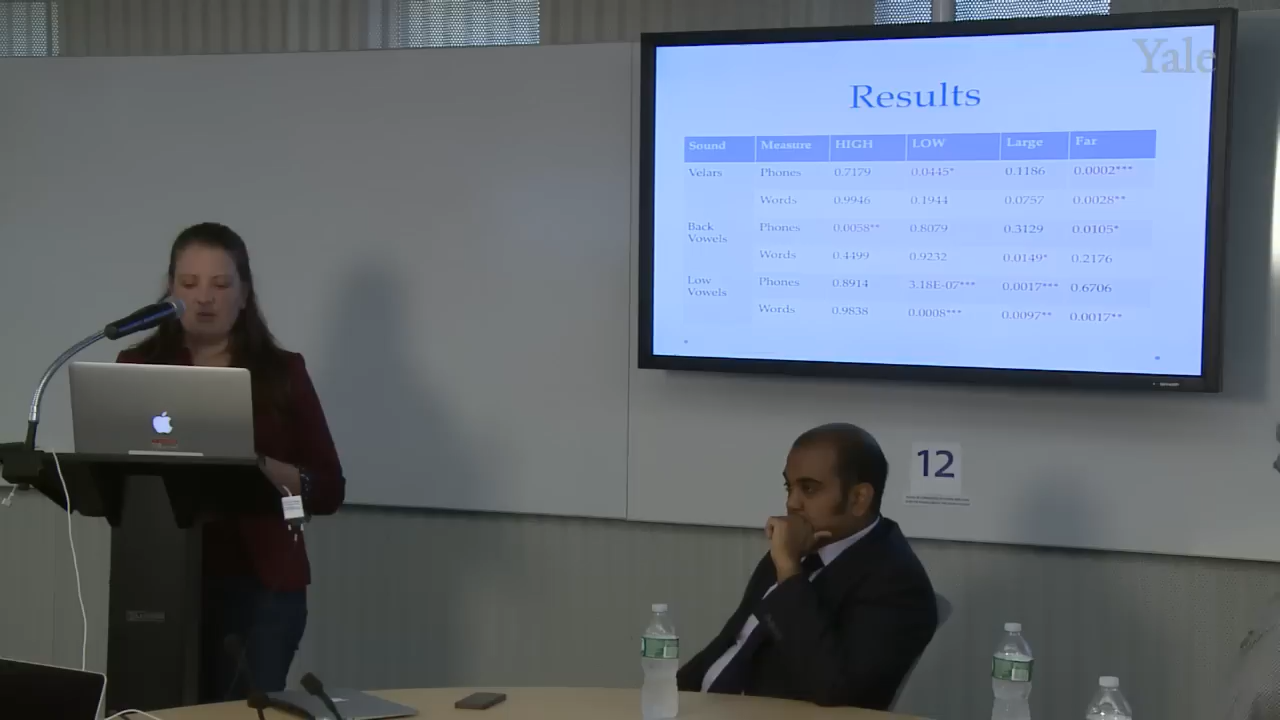 Yale
Results
Sound Measure HIGH LOW Large Far
Velars Phones 0.7179 0.0445* 0.1186 0.0002***
Words 0.9946 0.1944 0.0757 0.0028**
Back Vowels Phones 0.0058** 0.8079 0.3129 0.0105*
Words 0.4499 0.9232 0.0149* 0.2176
Low Vowels Phones 0.8914 3.18E-07*** 0.0017*** 0.6706
Words 0.9838 0.0008*** 0.0097** 0.0017**
12